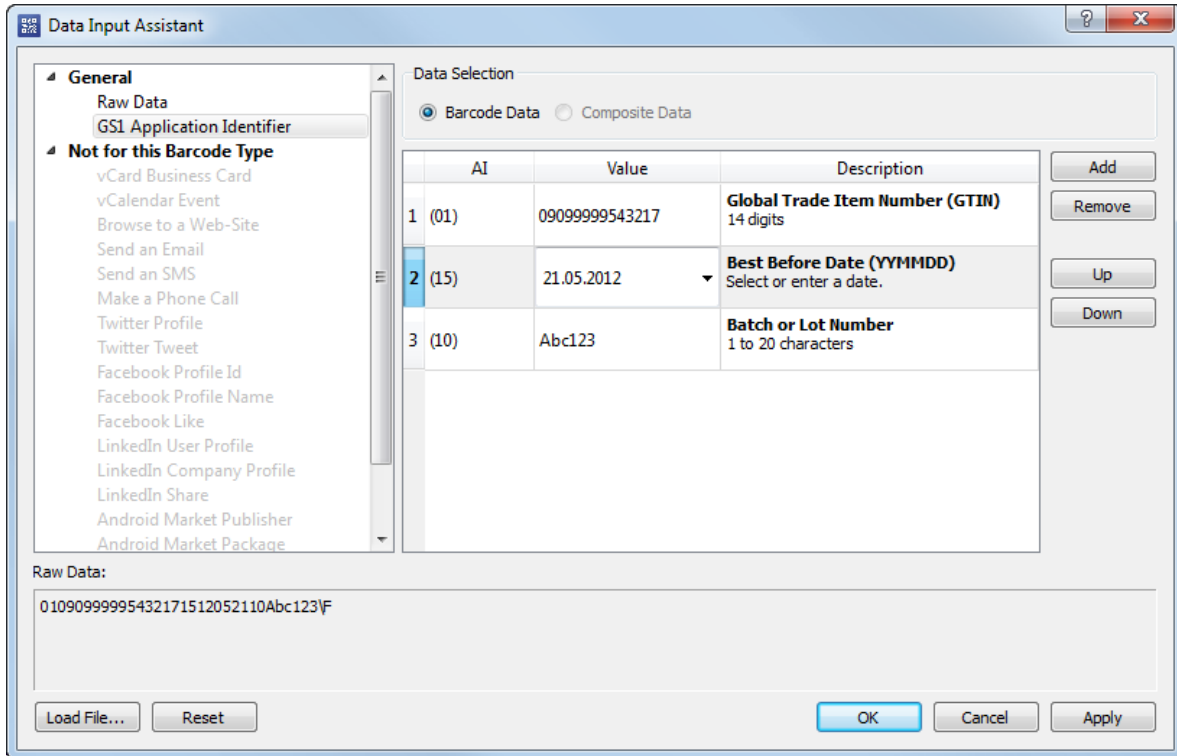 Data Input Assistant
General
Raw Data
GS1 Application Identifier
Not for this Barcode Type
vCard Business Card
vCalendar Event
Browse to a Web-Site
Send an Email
Send an SMS
Make a Phone Call
Twitter Profile
Twitter Tweet
Facebook Profile Id
Facebook Profile Name
Facebook Like
LinkedIn User Profile
LinkedIn Company Profile
LinkedIn Share
Android Market Publisher
Android Market Package
Data Selection
Barcode Data Composite Data
AI Value Description
1 (01) 09099999543217 Global Trade Item Number (GTIN)
14 digits
2 (15) 21.05.2012 Best Before Date (YYMMDD)
Select or enter a date.
3 (10) Abc123 Batch or Lot Number
1 to 20 characters
Add
Remove
Up
Down
Raw Data:
01090999995432171512052110Abc123\F
Load File... Reset OK Cancel Apply